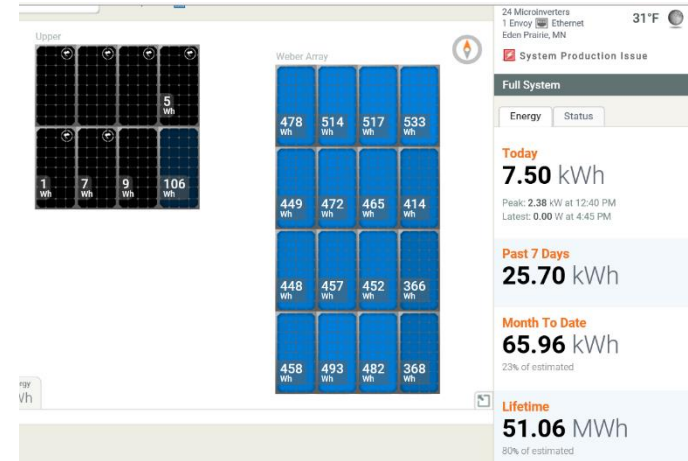 24 Microinverters
1 Envoy Ethernet
Eden Prairie, MN
31°F
System Production Issue
Upper
5
Wh
1
Wh
7
Wh
9
Wh
106
Wh
Weber Array
478
Wh
514
Wh
517
Wh
533
Wh
449
Wh
472
Wh
465
Wh
414
Wh
448
Wh
457
Wh
452
Wh
366
Wh
458
Wh
493
Wh
482
Wh
368
Wh
Full System
Energy
Status
Today
7.50 kWh
Peak: 2.38 kW at 12:40 PM
Latest: 0.00 W at 4:45 PM
Past 7 Days
25.70 kWh
Month To Date
65.96 kWh
23% of estimated
Lifetime
51.06 MWh
80% of estimated